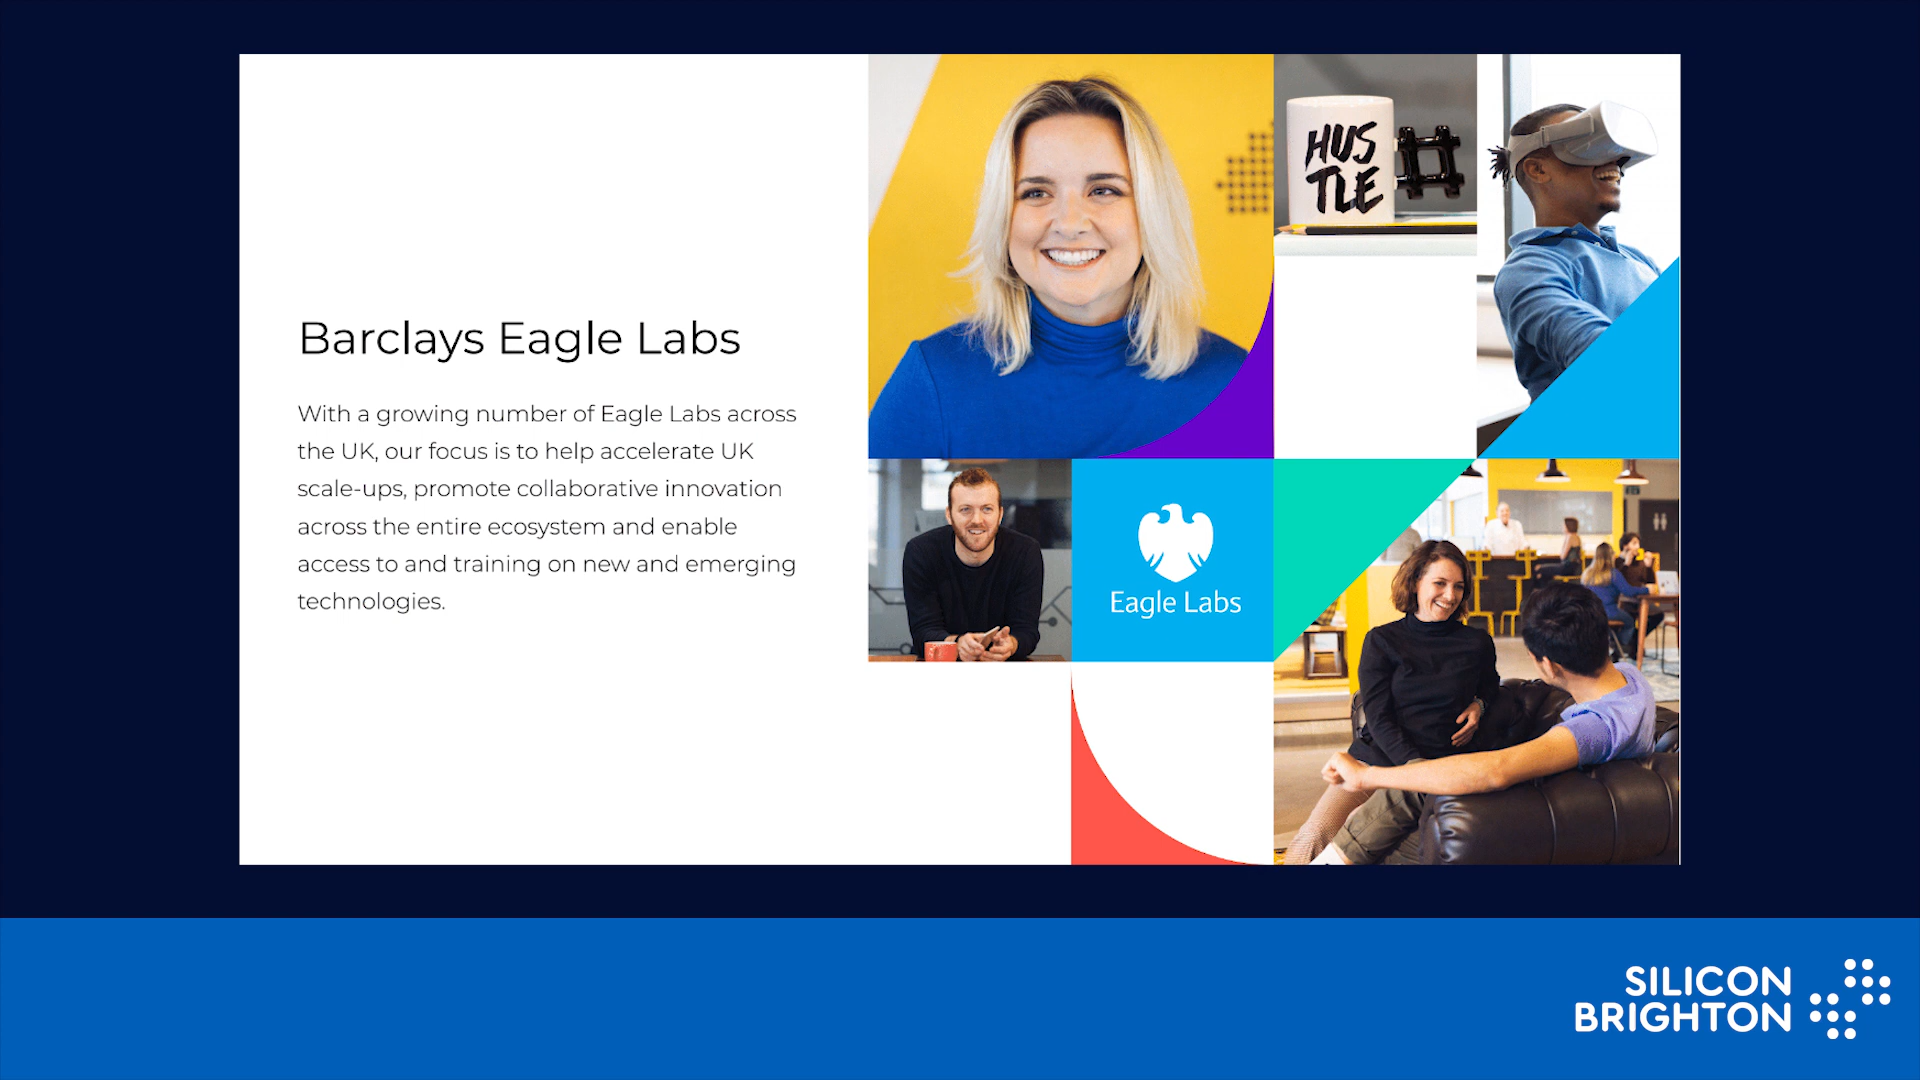 Barclays Eagle Labs
With a growing number of Eagle Labs across
the UK, our focus is to help accelerate UK
scale-ups, promote collaborative innovation
across the entire ecosystem and enable
access to and training on new and emerging
technologies.
HUS
TLE
Eagle Labs
SILICON
BRIGHTON